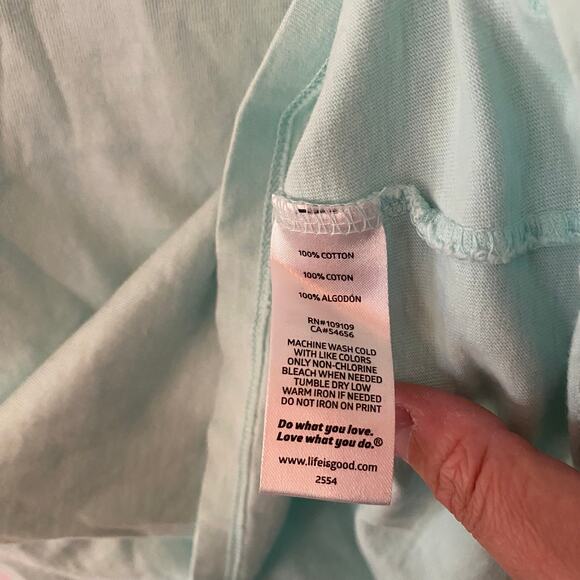 100% COTTON
100% COTON
100% ALGODÓN
RN#109109
CA#54656
MACHINE WASH COLD
WITH LIKE COLORS
ONLY NON-CHLORINE
BLEACH WHEN NEEDED
TUMBLE DRY LOW
WARM IRON IF NEEDED
DO NOT IRON ON PRINT
Do what you love.
Love what you do.®
www.lifeisgood.com
2554